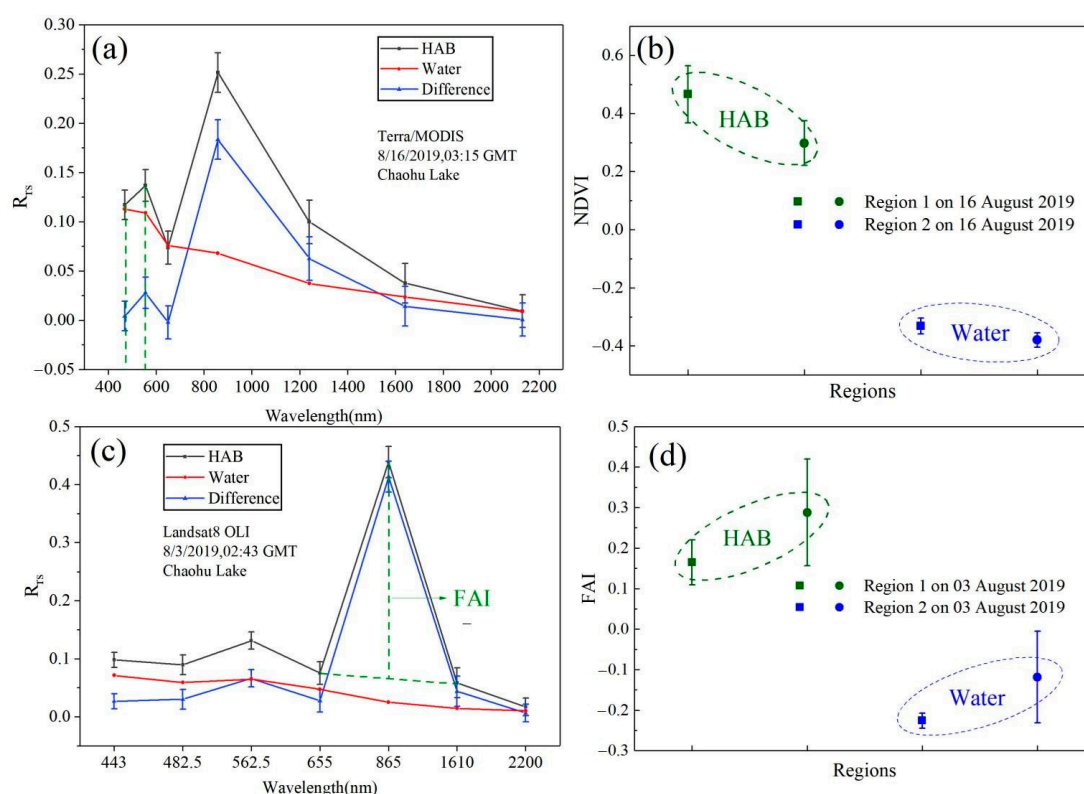 (a)
0.30
0.25
0.20
0.15
0.10
0.05
0.00
−0.05
Rrs
HAB
Water
Difference
Terra/MODIS
8/16/2019,03:15 GMT
Chaohu Lake
400 600 800 1000 1200 1400 1600 1800 2000 2200
Wavelength(nm)
(b)
0.6
0.4
0.2
0.0
−0.2
−0.4
NDVI
HAB
Region 1 on 16 August 2019
Region 2 on 16 August 2019
Water
Regions
(c)
0.5
0.4
0.3
0.2
0.1
0.0
Rrs
HAB
Water
Difference
Landsat8 OLI
8/3/2019,02:43 GMT
Chaohu Lake
FAI
443 482.5 562.5 655 865 1610 2200
Wavelength(nm)
(d)
0.5
0.4
0.3
0.2
0.1
0.0
−0.1
−0.2
−0.3
FAI
HAB
Region 1 on 03 August 2019
Region 2 on 03 August 2019
Water
Regions